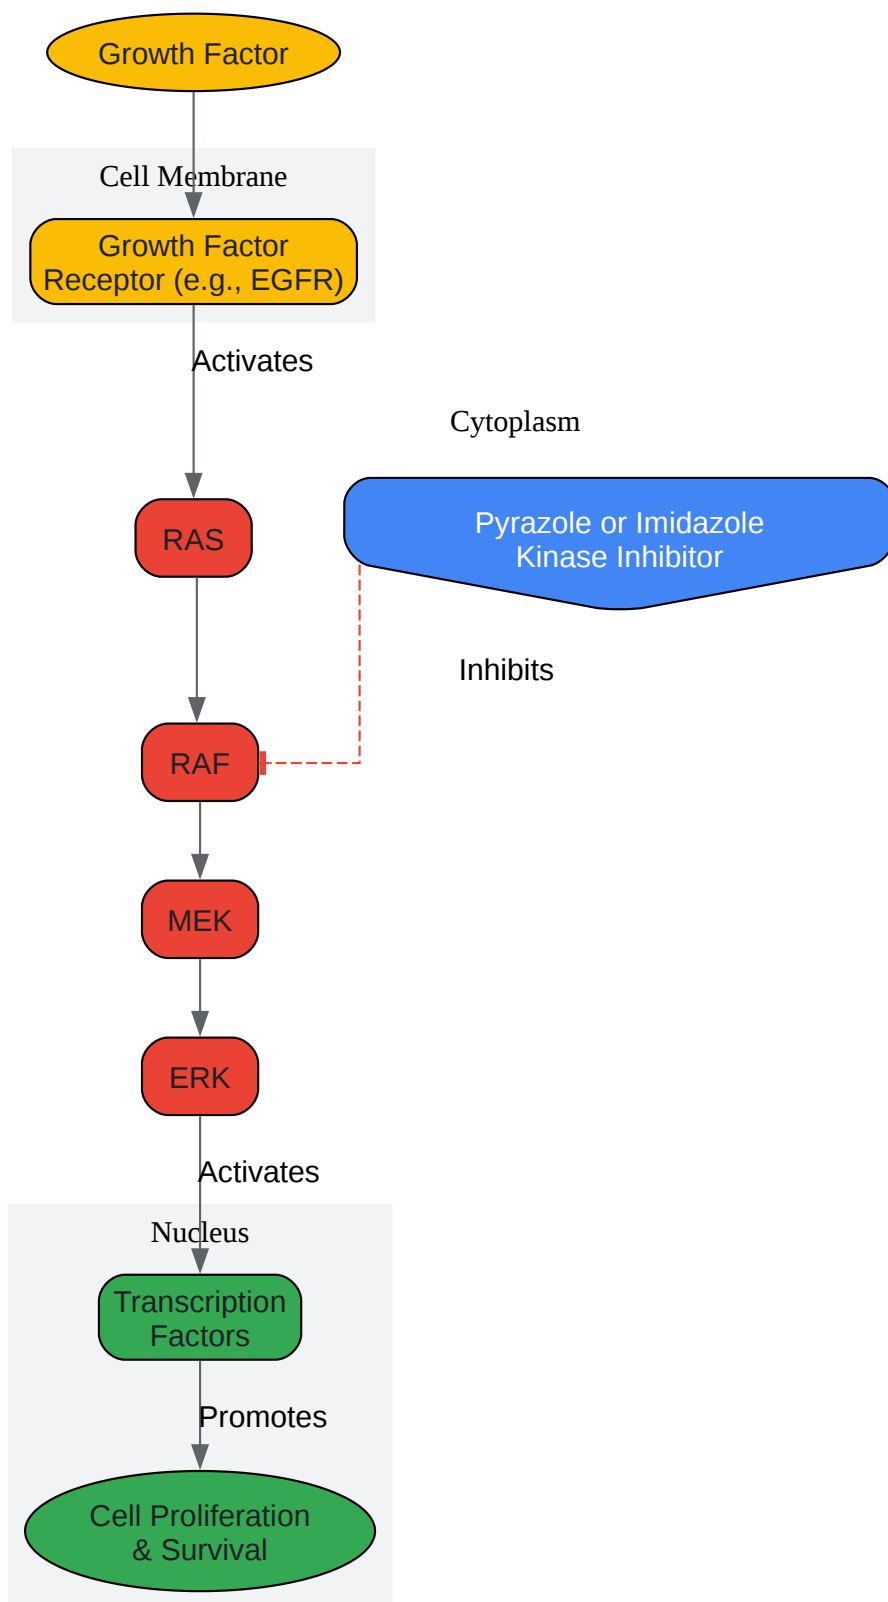 Growth Factor
Cell Membrane
Growth Factor
Receptor (e.g., EGFR)
Activates
Cytoplasm
RAS
Pyrazole or Imidazole
Kinase Inhibitor
Inhibits
RAF
MEK
ERK
Activates
Nucleus
Transcription
Factors
Promotes
Cell Proliferation
& Survival